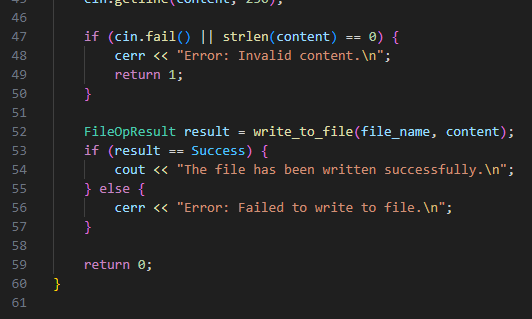 45 cin.getline(content, 256);
46
47 if (cin.fail() || strlen(content) == 0) {
48 cerr << "Error: Invalid content.\n";
49 return 1;
50 }
51
52 FileOpResult result = write_to_file(file_name, content);
53 if (result == Success) {
54 cout << "The file has been written successfully.\n";
55 } else {
56 cerr << "Error: Failed to write to file.\n";
57 }
58
59 return 0;
60 }
61